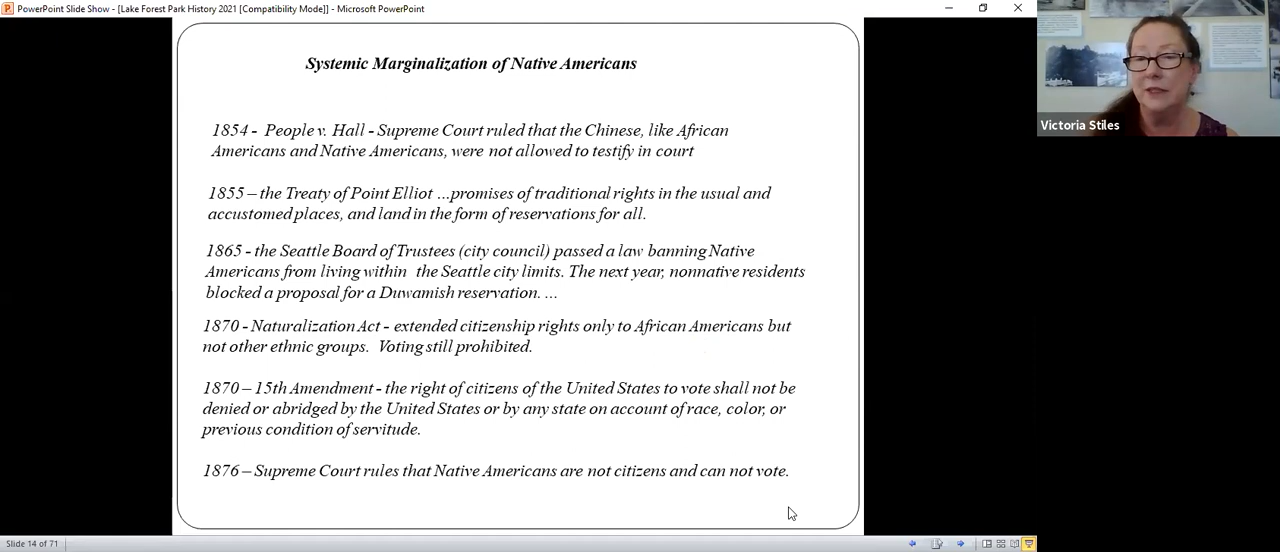 PowerPoint Slide Show - [Lake Forest Park History 2021 [Compatibility Mode]] - Microsoft PowerPoint
Systemic Marginalization of Native Americans
1854 - People v. Hall - Supreme Court ruled that the Chinese, like African
Americans and Native Americans, were not allowed to testify in court
1855 – the Treaty of Point Elliot ...promises of traditional rights in the usual and
accustomed places, and land in the form of reservations for all.
1865 - the Seattle Board of Trustees (city council) passed a law banning Native
Americans from living within the Seattle city limits. The next year, nonnative residents
blocked a proposal for a Duwamish reservation. ...
1870 - Naturalization Act - extended citizenship rights only to African Americans but
not other ethnic groups. Voting still prohibited.
1870 – 15th Amendment - the right of citizens of the United States to vote shall not be
denied or abridged by the United States or by any state on account of race, color, or
previous condition of servitude.
1876 – Supreme Court rules that Native Americans are not citizens and can not vote.
Slide 14 of 71
Victoria Stiles